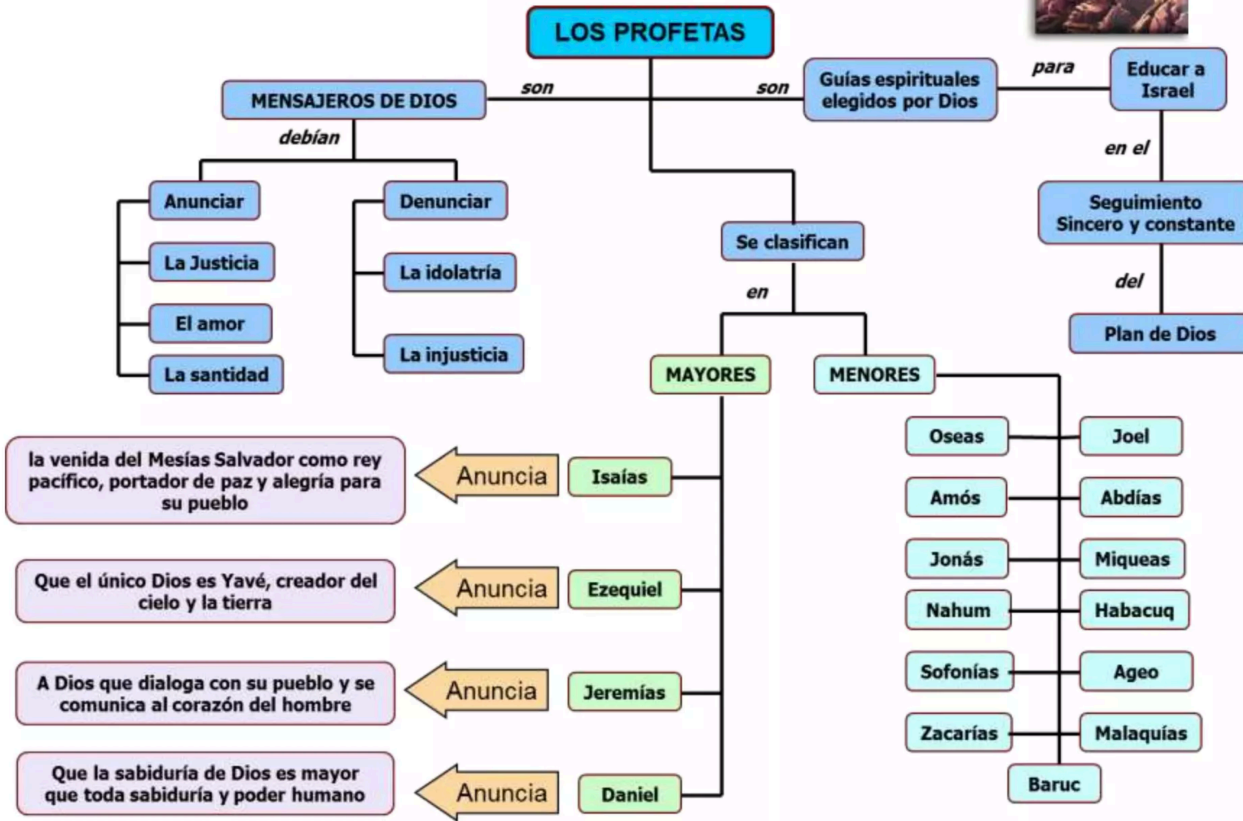 LOS PROFETAS
MENSAJEROS DE DIOS
son
son
Guías espirituales
elegidos por Dios
para
Educar a
Israel
debían
en el
Anunciar
Denunciar
Seguimiento
Sincero y constante
La Justicia
La idolatría
Se clasifican
en
del
El amor
La injusticia
Plan de Dios
La santidad
MAYORES
MENORES
la venida del Mesías Salvador como rey
pacífico, portador de paz y alegría para
su pueblo
Anuncia
Isaías
Que el único Dios es Yavé, creador del
cielo y la tierra
Anuncia
Ezequiel
A Dios que dialoga con su pueblo y se
comunica al corazón del hombre
Anuncia
Jeremías
Que la sabiduría de Dios es mayor
que toda sabiduría y poder humano
Anuncia
Daniel
Oseas
Joel
Amós
Abdías
Jonás
Miqueas
Nahum
Habacuq
Sofonías
Ageo
Zacarías
Malaquías
Baruc